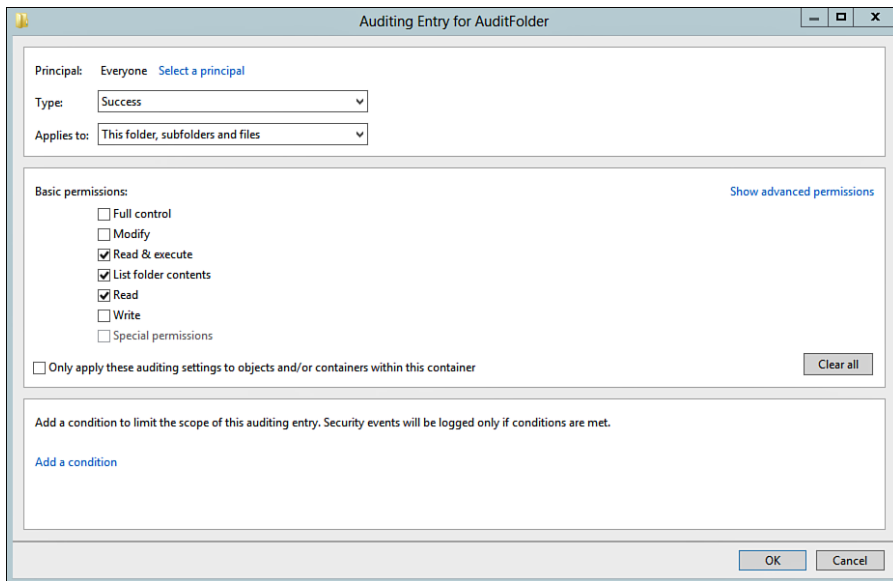 Auditing Entry for AuditFolder
Principal: Everyone Select a principal
Type: Success
Applies to: This folder, subfolders and files
Basic permissions: Show advanced permissions
Full control
Modify
Read & execute
List folder contents
Read
Write
Special permissions
Only apply these auditing settings to objects and/or containers within this container Clear all
Add a condition to limit the scope of this auditing entry. Security events will be logged only if conditions are met.
Add a condition
OK Cancel